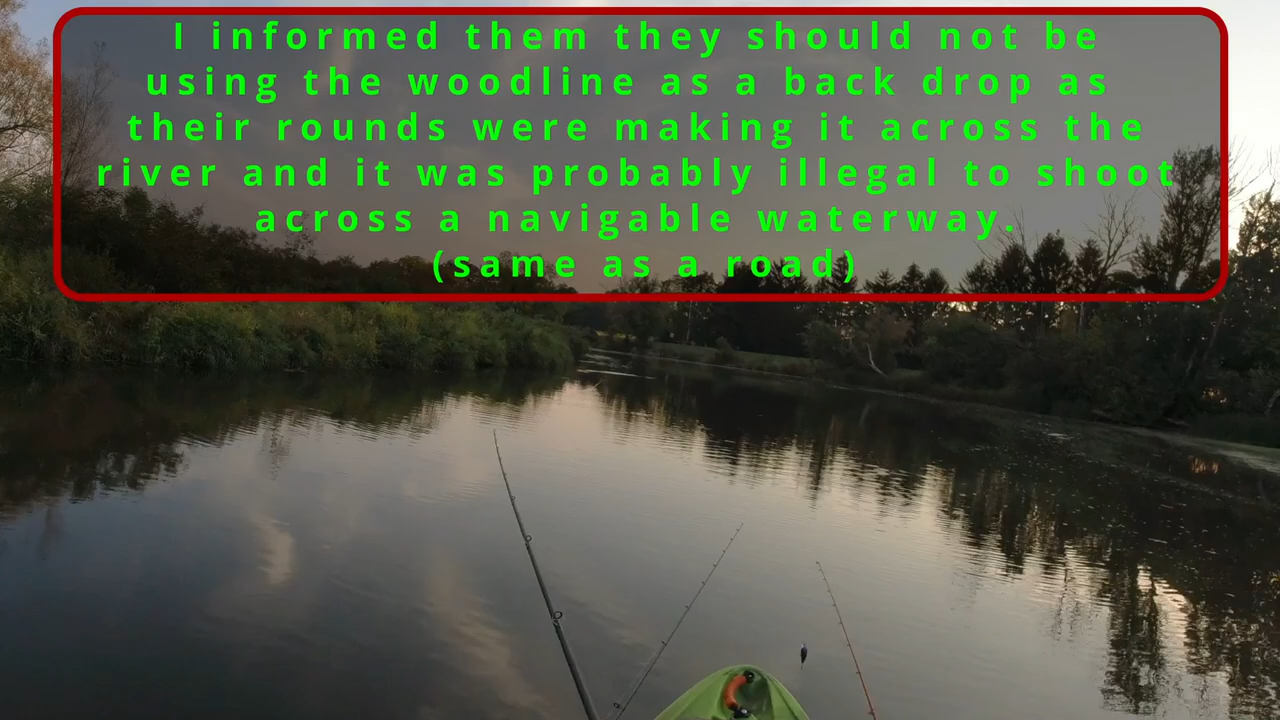 I informed them they should not be
using the woodline as a back drop as
their rounds were making it across the
river and it was probably illegal to shoot
across a navigable waterway.
(same as a road)